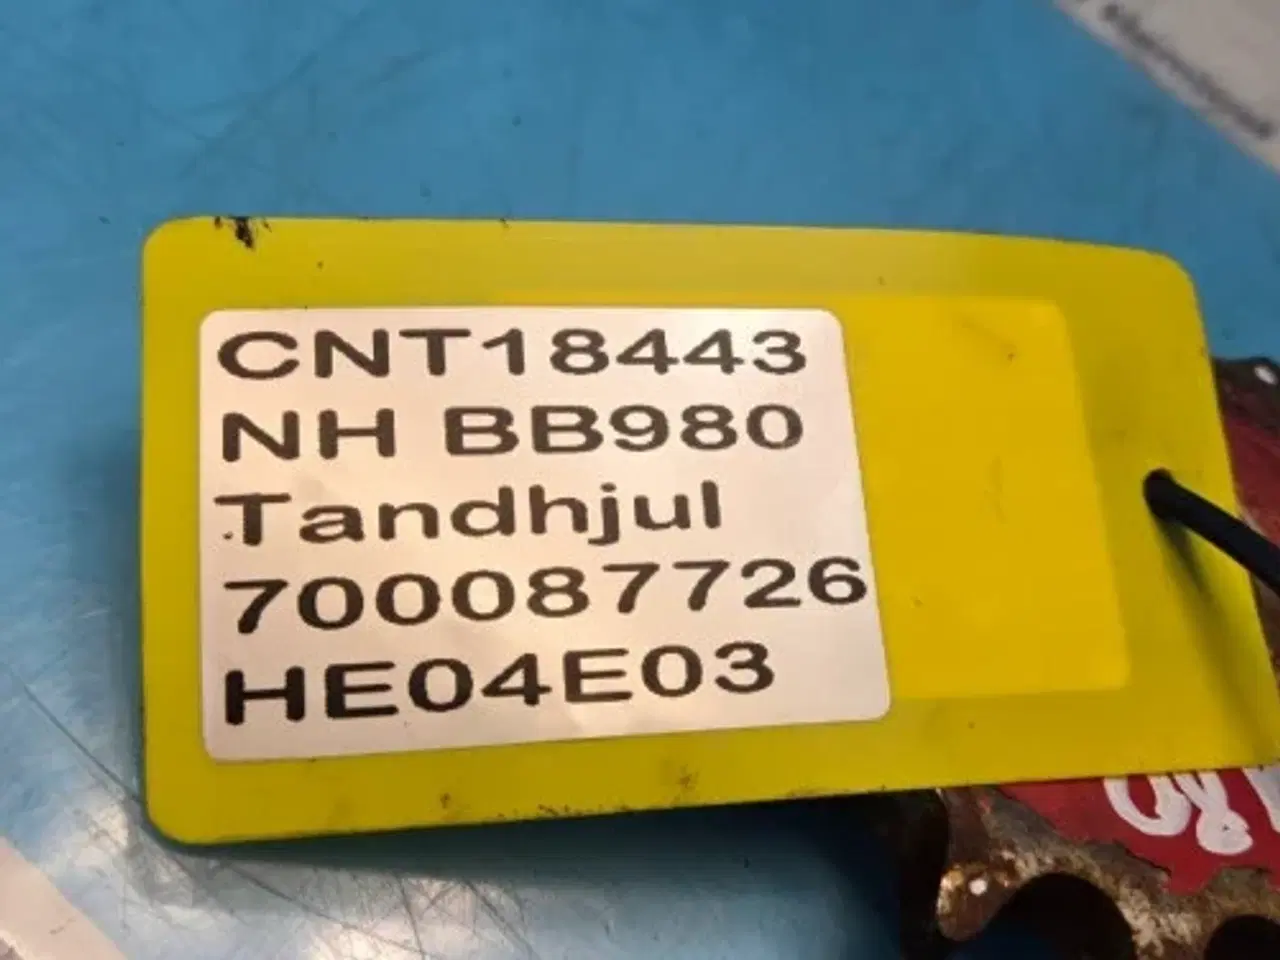 CNT18443
NH BB980
Tandhjul
700087726
HE04E03